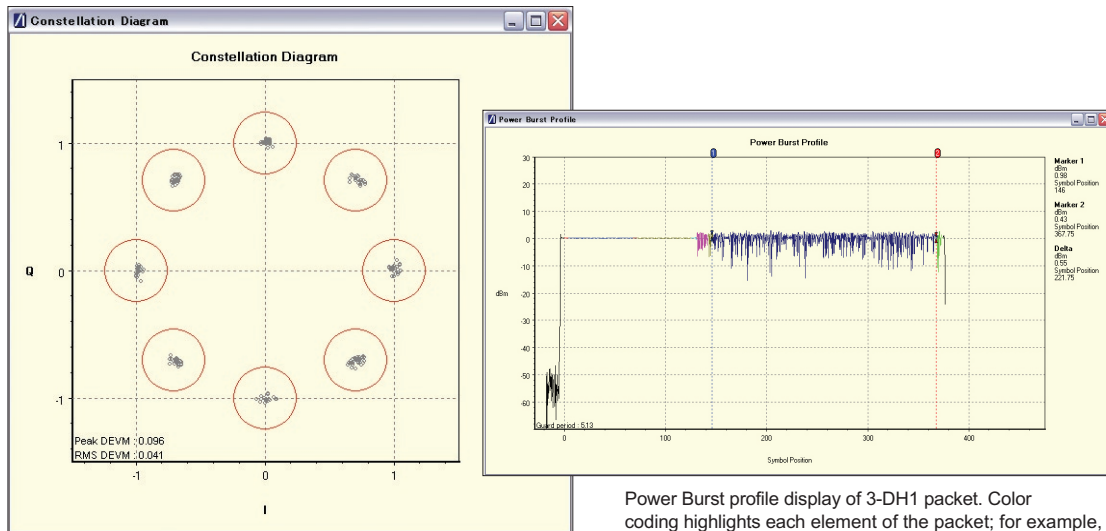 Constellation Diagram
Constellation Diagram
1
Q
0
-1
Peak DEVM : 0.096
RMS DEVM : 0.041
-1
0
1
I
Power Burst Profile
Power Burst Profile
1
2
30
20
10
0
-10
dBm
-20
-30
-40
-50
-60
Guard period : 5.13
0
100
200
300
400
Symbol Position
Marker 1
dBm
0.98
Symbol Position
146
Marker 2
dBm
0.43
Symbol Position
367.75
Delta
dBm
0.55
Symbol Position
221.75
Power Burst profile display of 3-DH1 packet. Color
coding highlights each element of the packet; for example,